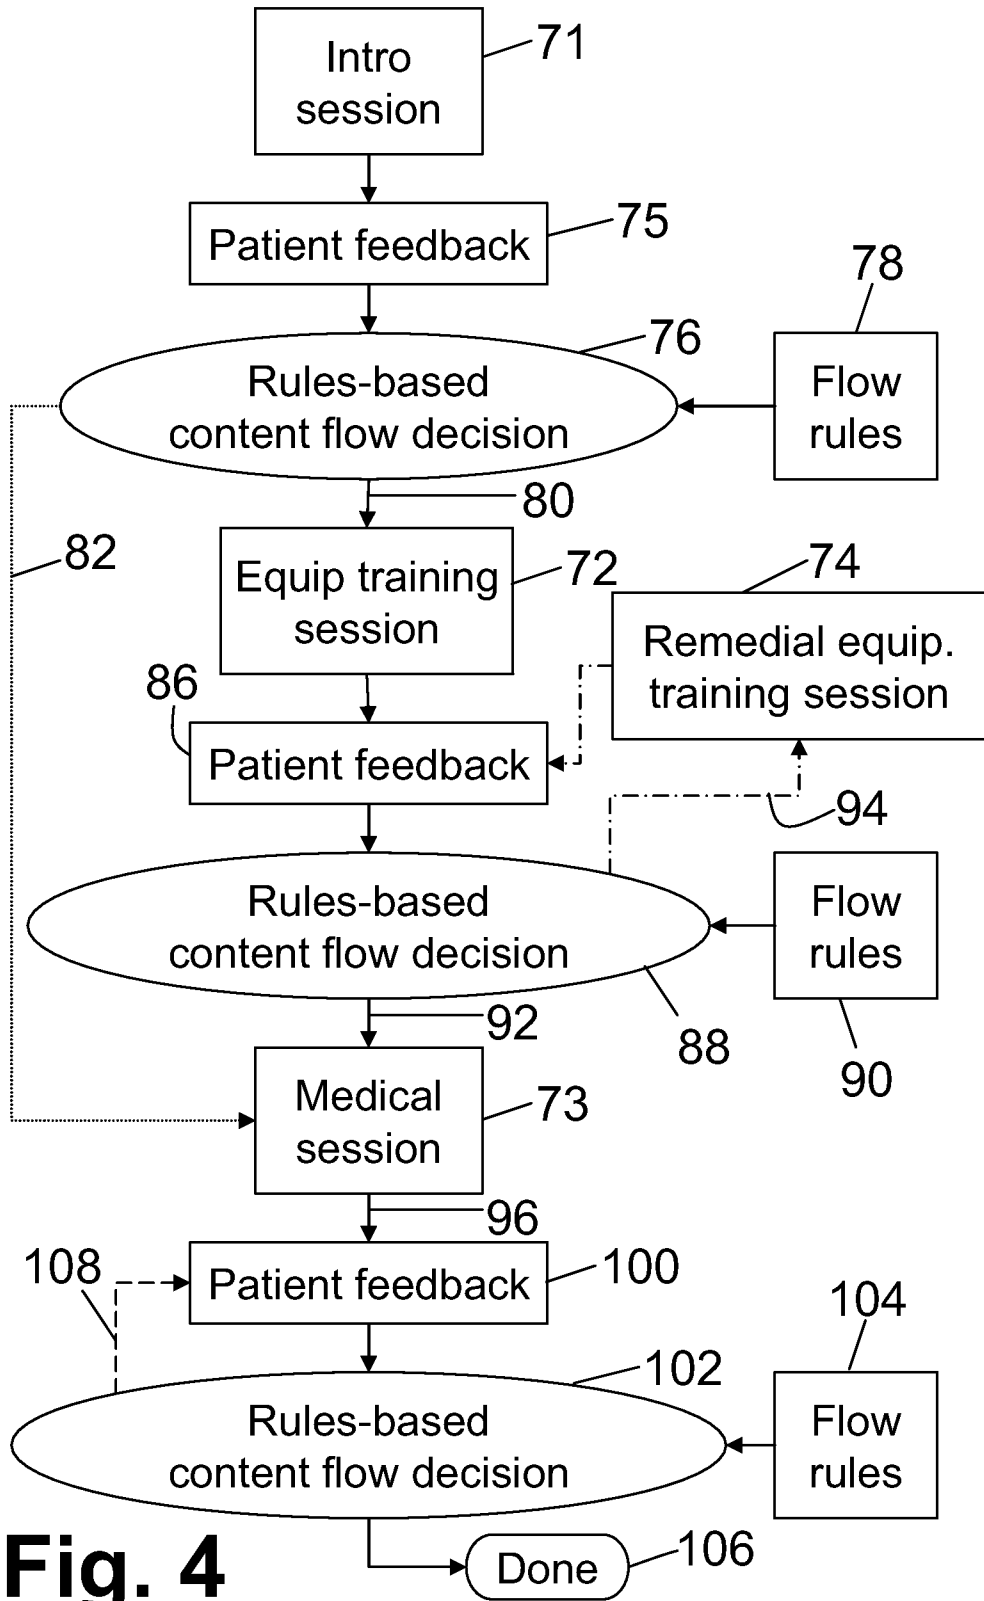 Intro
session
71
Patient feedback
75
78
76
Rules-based
content flow decision
Flow
rules
80
82
Equip training
session
72
74
Remedial equip.
training session
86
Patient feedback
94
Rules-based
content flow decision
Flow
rules
92
88
90
Medical
session
73
96
108
Patient feedback
100
104
102
Rules-based
content flow decision
Flow
rules
Done
106
Fig. 4